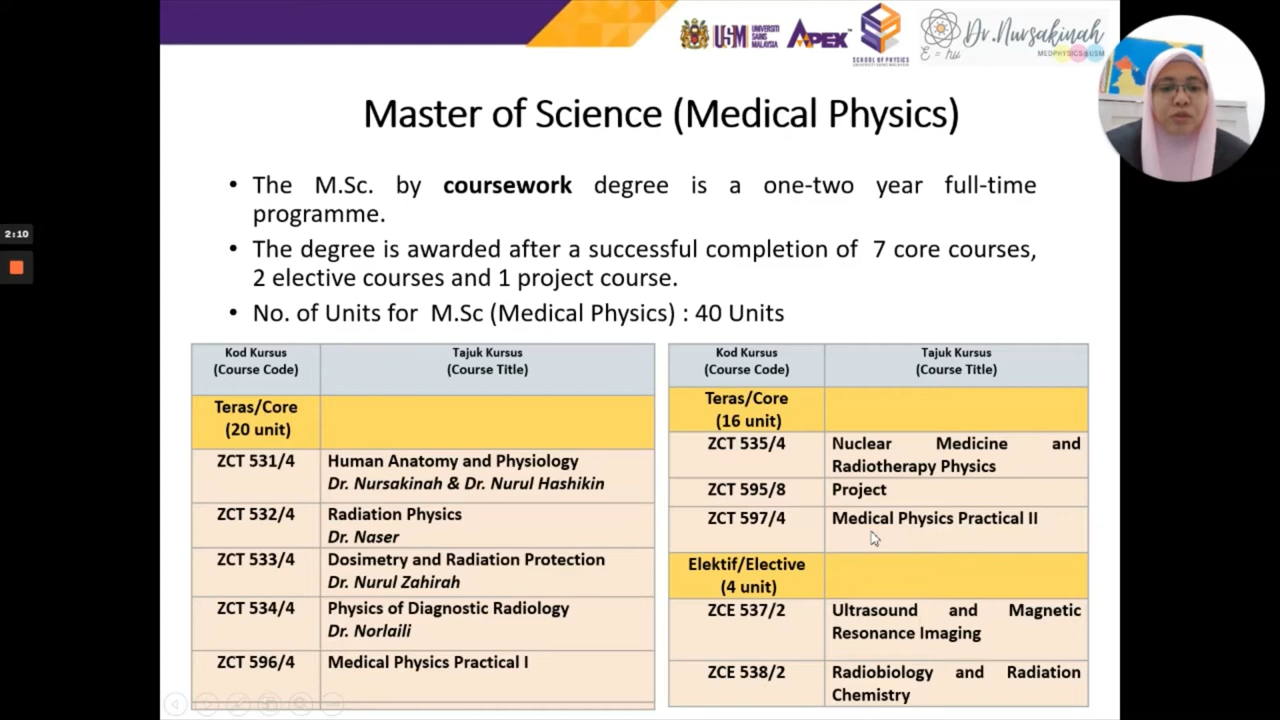 USM UNIVERSITI SAINS MALAYSIA
APEX™
SCHOOL OF PHYSICS
UNIVERSITI SAINS MALAYSIA
Dr. Nursakinah
E = hν
MEDPHYSICS@USM
Master of Science (Medical Physics)
• The M.Sc. by coursework degree is a one-two year full-time
programme.
• The degree is awarded after a successful completion of 7 core courses,
2 elective courses and 1 project course.
• No. of Units for M.Sc (Medical Physics) : 40 Units
2:10
Kod Kursus
(Course Code)
Tajuk Kursus
(Course Title)
Teras/Core
(20 unit)
ZCT 531/4
Human Anatomy and Physiology
Dr. Nursakinah & Dr. Nurul Hashikin
ZCT 532/4
Radiation Physics
Dr. Naser
ZCT 533/4
Dosimetry and Radiation Protection
Dr. Nurul Zahirah
ZCT 534/4
Physics of Diagnostic Radiology
Dr. Norlaili
ZCT 596/4
Medical Physics Practical I
Kod Kursus
(Course Code)
Tajuk Kursus
(Course Title)
Teras/Core
(16 unit)
ZCT 535/4
Nuclear Medicine and
Radiotherapy Physics
ZCT 595/8
Project
ZCT 597/4
Medical Physics Practical II
Elektif/Elective
(4 unit)
ZCE 537/2
Ultrasound and Magnetic
Resonance Imaging
ZCE 538/2
Radiobiology and Radiation
Chemistry